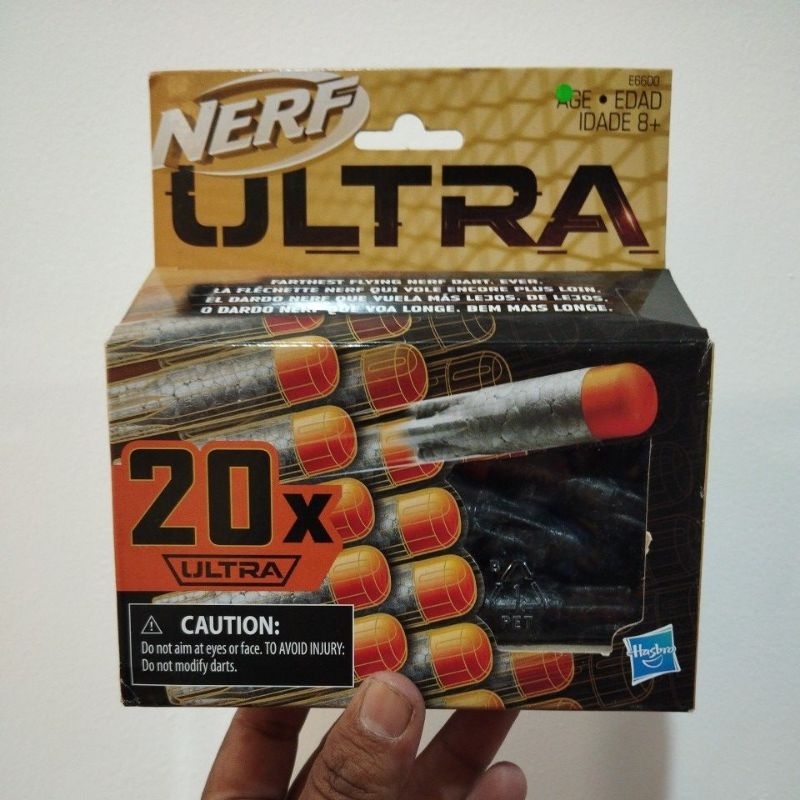 E6600
AGE • EDAD
IDADE 8+
NERF
ULTRA
FARTHEST FLYING NERF DART. EVER.
LA FLÉCHETTE NERF QUI VOLE ENCORE PLUS LOIN.
EL DARDO NERF QUE VUELA MÁS LEJOS. DE LEJOS.
O DARDO NERF QUE VOA LONGE. BEM MAIS LONGE.
20x
ULTRA
CAUTION:
Do not aim at eyes or face. TO AVOID INJURY:
Do not modify darts.
1
PET
Hasbro